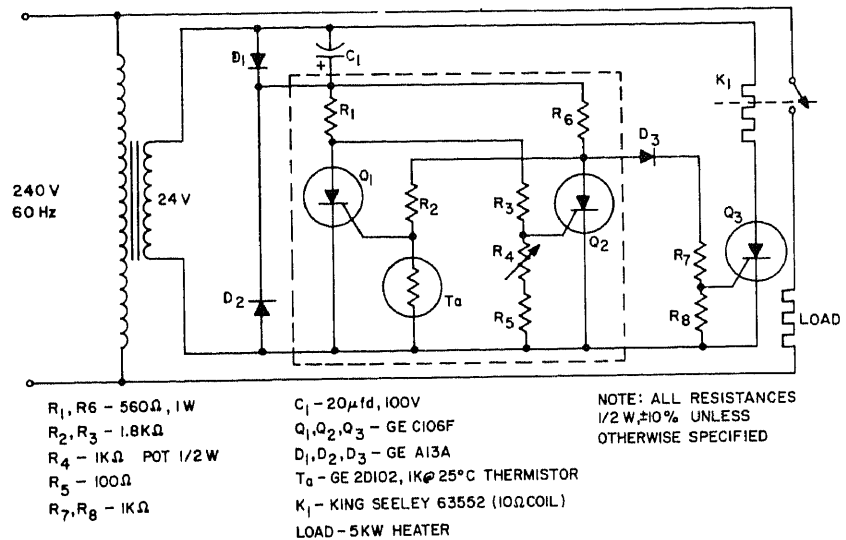 D₁
C₁
+
K₁
R₁
R₆
D₃
Q₁
240 V
60 Hz
24 V
R₂
R₃
Q₂
Q₃
R₄
R₇
D₂
Tₐ
R₅
R₈
LOAD
R₁, R6 – 560Ω, 1W
R₂, R₃ – 1.8KΩ
R₄ – 1KΩ POT 1/2 W
R₅ – 100Ω
R₇, R₈ – 1KΩ
C₁ – 20μfd, 100V
Q₁, Q₂, Q₃ – GE C106F
D₁, D₂, D₃ – GE A13A
Tₐ – GE 2D102, 1K@25°C THERMISTOR
K₁ – KING SEELEY 63552 (10ΩCOIL)
LOAD – 5KW HEATER
NOTE: ALL RESISTANCES
1/2 W, ±10% UNLESS
OTHERWISE SPECIFIED